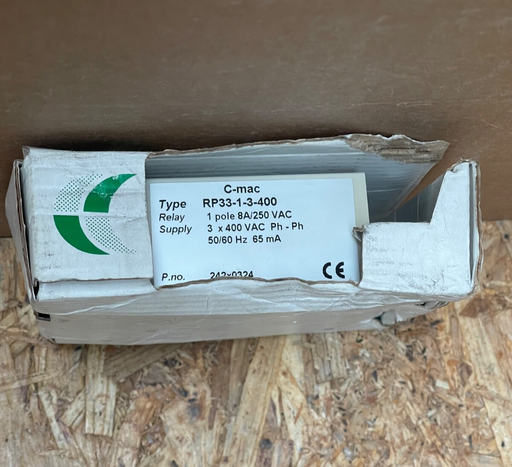 C-mac
Type RP33-1-3-400
Relay 1 pole 8A/250 VAC
Supply 3 x 400 VAC Ph - Ph
50/60 Hz 65 mA
P.no. 242x0324
CE